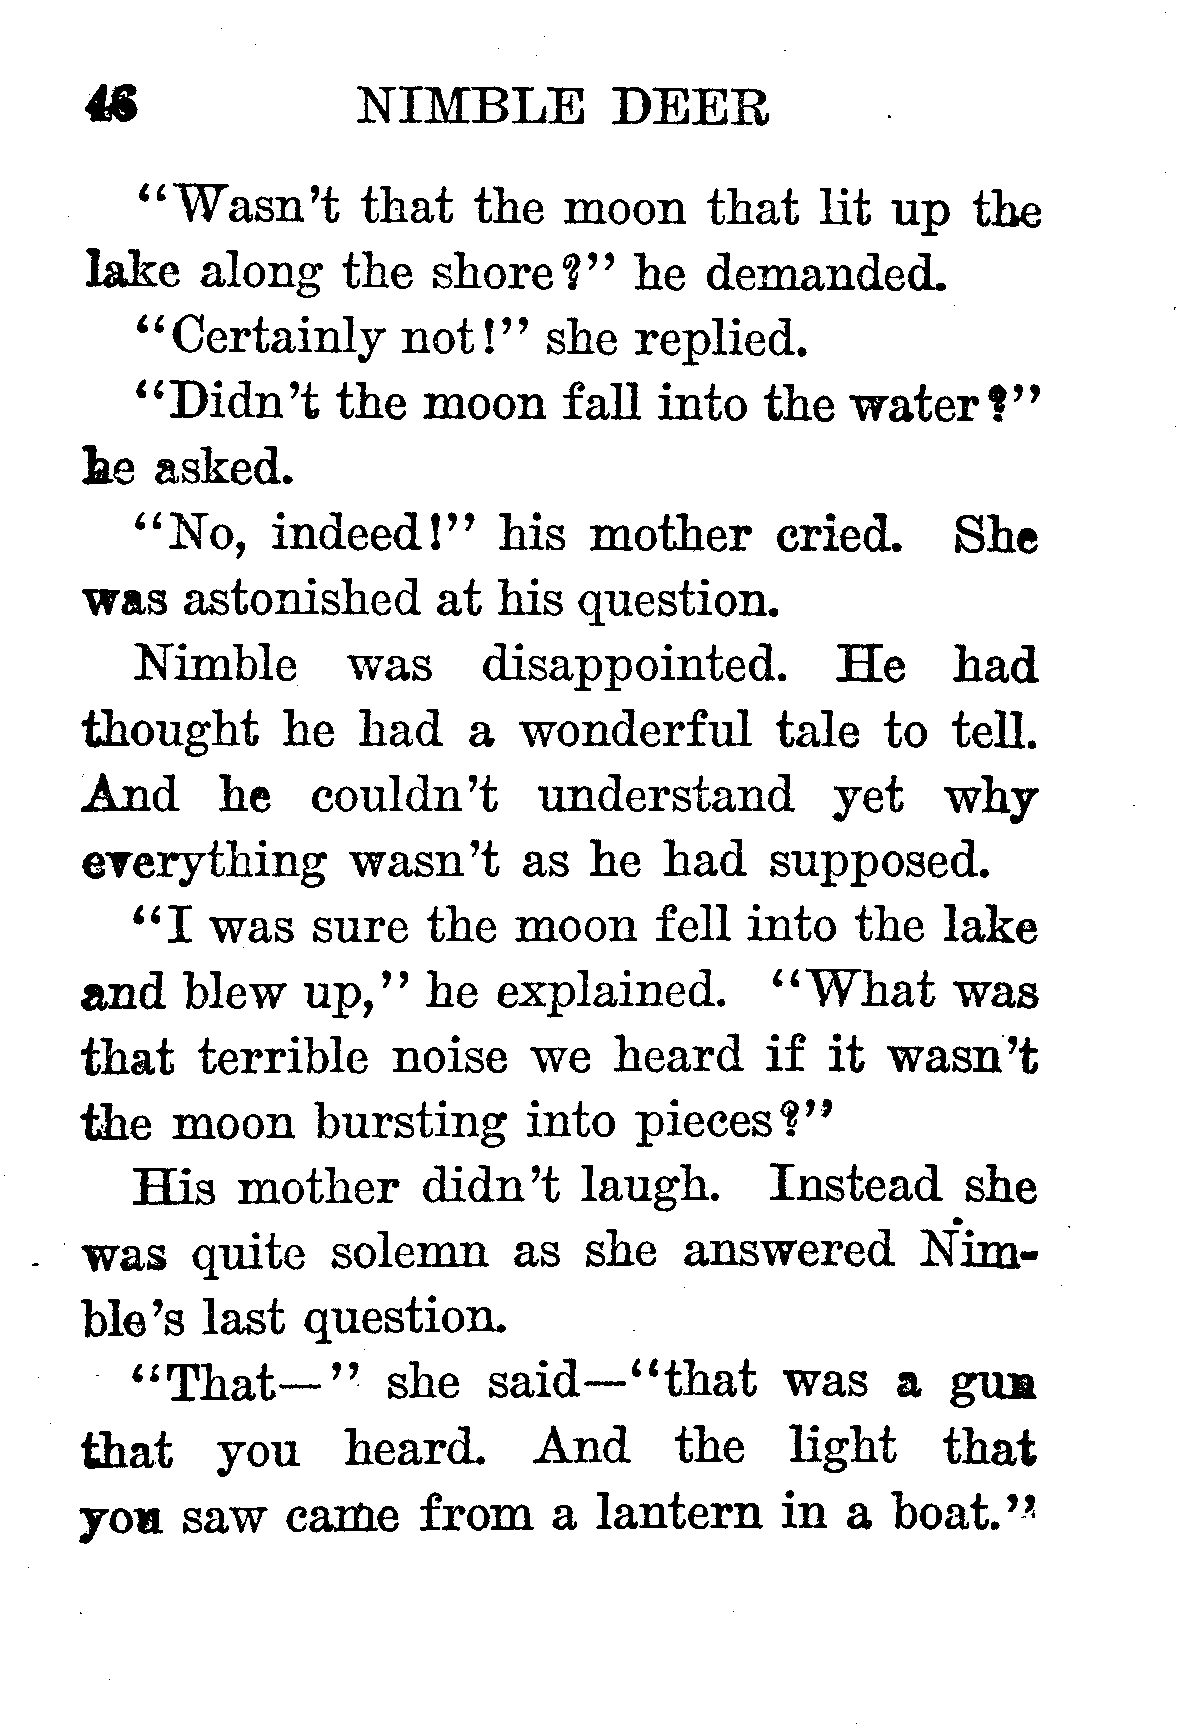 46 NIMBLE DEER
"Wasn't that the moon that lit up the
lake along the shore?" he demanded.
"Certainly not!" she replied.
"Didn't the moon fall into the water?"
he asked.
"No, indeed!" his mother cried. She
was astonished at his question.
Nimble was disappointed. He had
thought he had a wonderful tale to tell.
And he couldn't understand yet why
everything wasn't as he had supposed.
"I was sure the moon fell into the lake
and blew up," he explained. "What was
that terrible noise we heard if it wasn't
the moon bursting into pieces?"
His mother didn't laugh. Instead she
was quite solemn as she answered Nim-
ble's last question.
"That—" she said—"that was a gun
that you heard. And the light that
you saw came from a lantern in a boat."